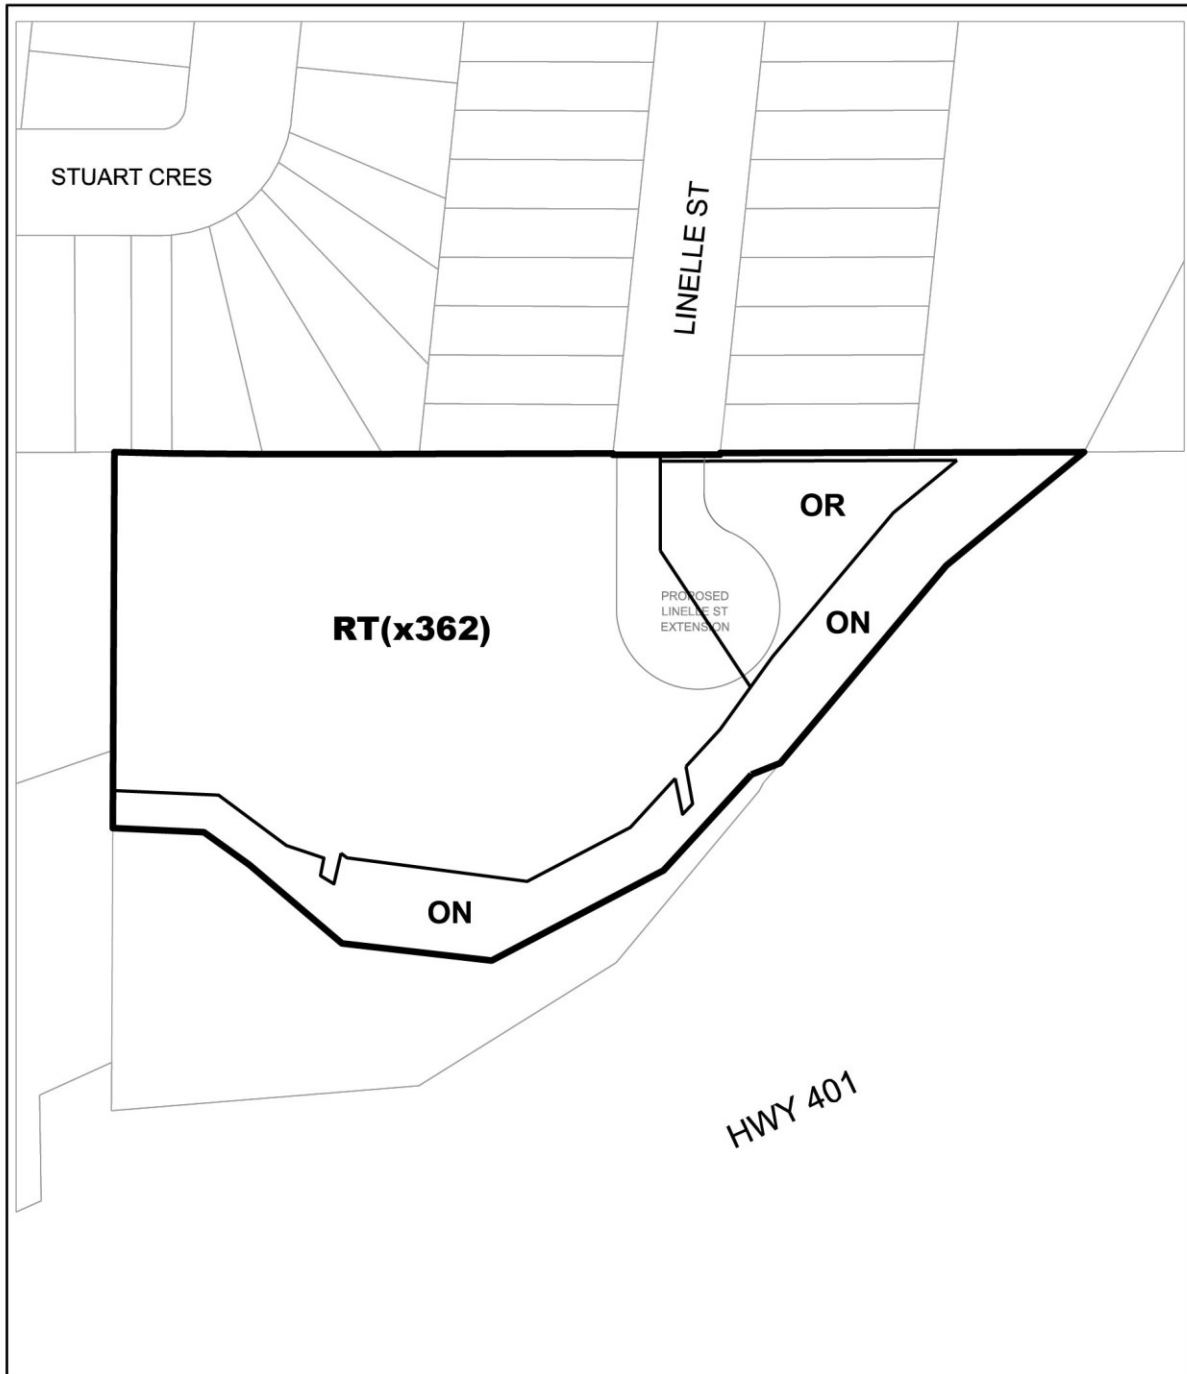 STUART CRES
LINELLE ST
OR
PROPOSED
LINELLE ST
EXTENSION
ON
RT(x362)
ON
HWY 401